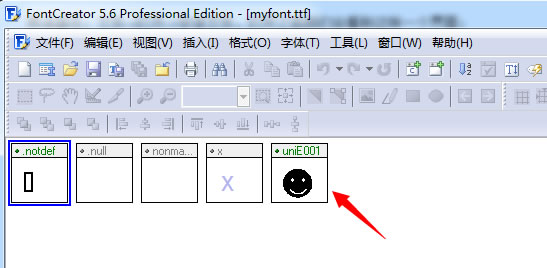 FontCreator 5.6 Professional Edition - [myfont.ttf]
文件(F) 编辑(E) 视图(V) 插入(I) 格式(O) 字体(T) 工具(L) 窗口(W) 帮助(H)
.notdef .null nonma... x uniE001
x